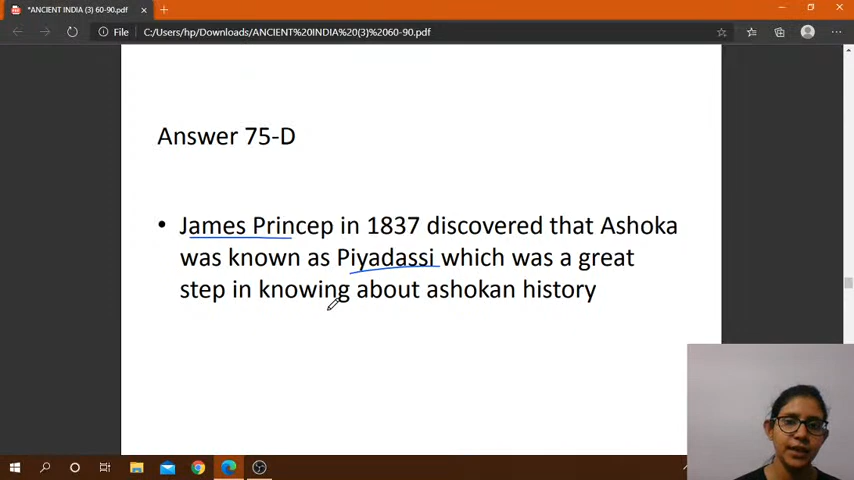 *ANCIENT INDIA (3) 60-90.pdf
File C:/Users/hp/Downloads/ANCIENT%20INDIA%20(3)%2060-90.pdf
Answer 75-D
• James Princep in 1837 discovered that Ashoka
was known as Piyadassi which was a great
step in knowing about ashokan history